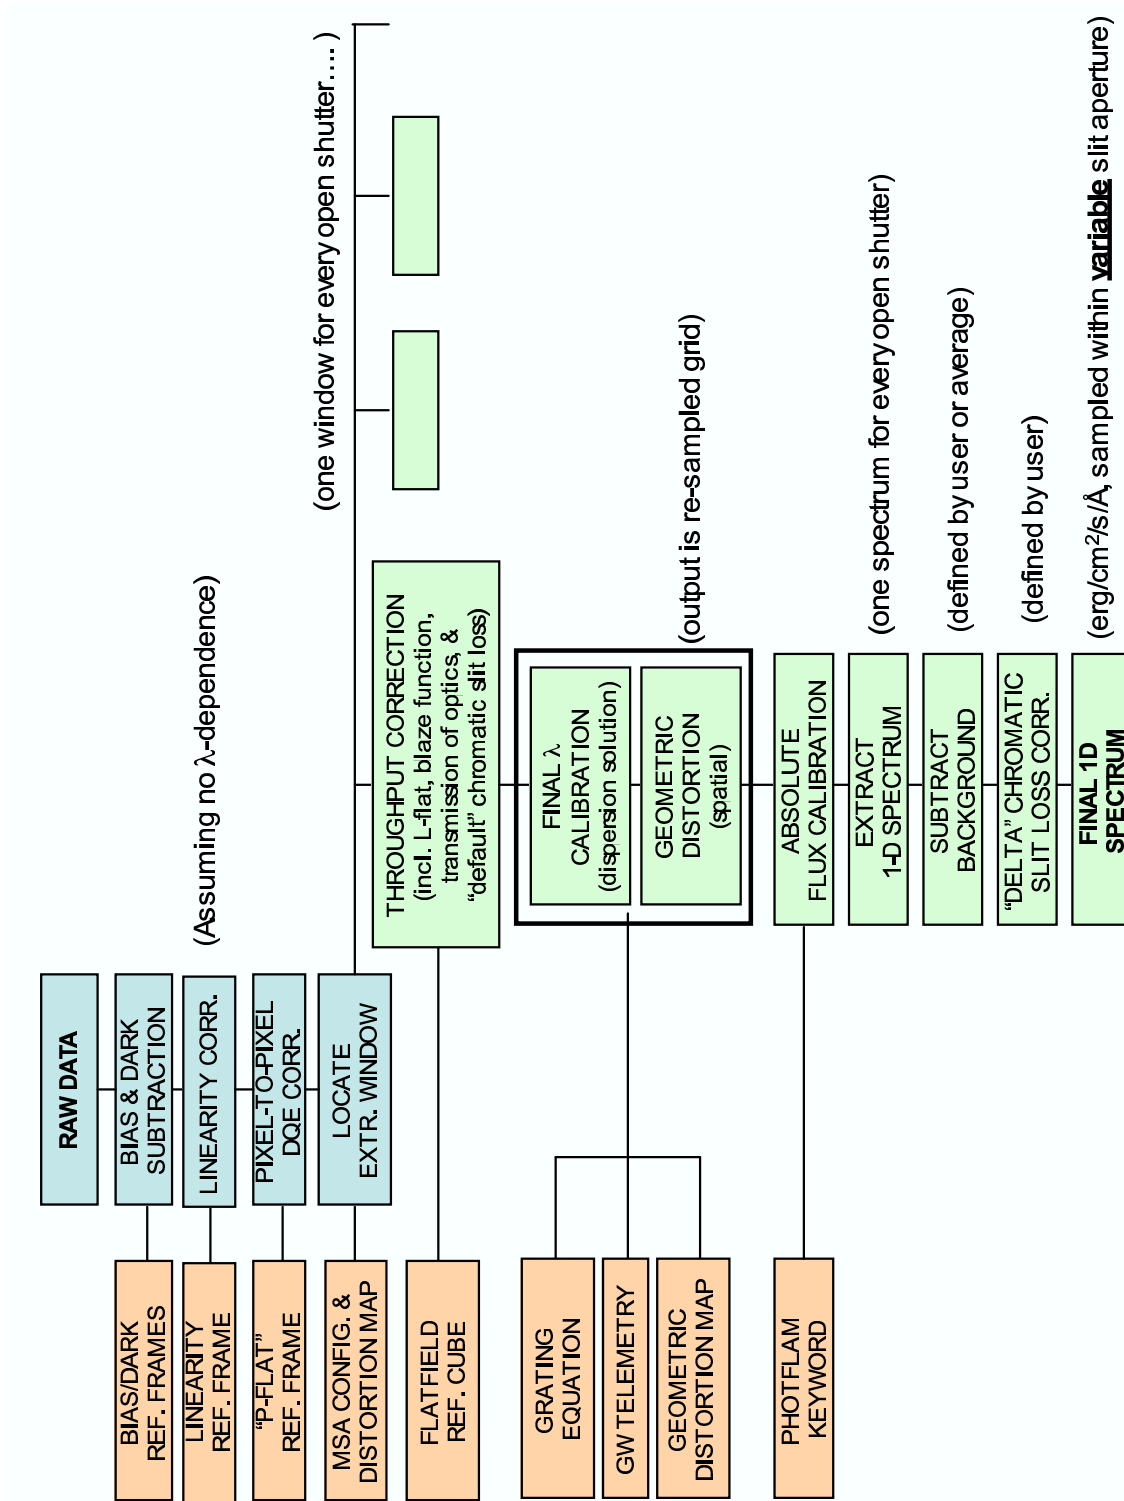 RAW DATA
BIAS/DARK
REF. FRAMES
BIAS & DARK
SUBTRACTION
LINEARITY
REF. FRAME
LINEARITY CORR.
(Assuming no λ-dependence)
"P-FLAT"
REF. FRAME
PIXEL-TO-PIXEL
DQE CORR.
MSA CONFIG. &
DISTORTION MAP
LOCATE
EXTR. WINDOW
(one window for every open shutter....)
FLATFIELD
REF. CUBE
THROUGHPUT CORRECTION
(incl. L-flat, blaze function,
transmission of optics, &
"default" chromatic slit loss)
GRATING
EQUATION
GW TELEMETRY
GEOMETRIC
DISTORTION MAP
FINAL λ
CALIBRATION
(dispersion solution)
GEOMETRIC
DISTORTION
(spatial)
(output is re-sampled grid)
PHOTFLAM
KEYWORD
ABSOLUTE
FLUX CALIBRATION
EXTRACT
1-D SPECTRUM
(one spectrum for every open shutter)
SUBTRACT
BACKGROUND
(defined by user or average)
"DELTA" CHROMATIC
SLIT LOSS CORR.
(defined by user)
FINAL 1D
SPECTRUM
(erg/cm²/s/Å, sampled within variable slit aperture)